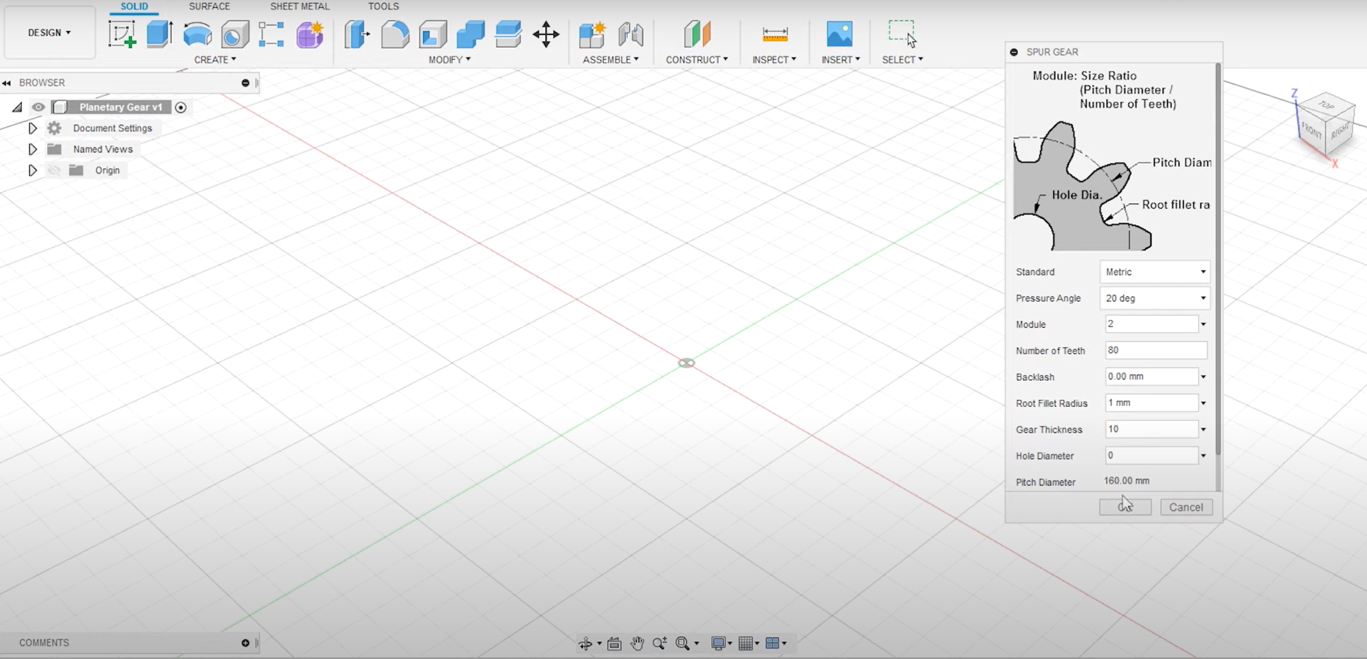 SOLID
SURFACE
SHEET METAL
TOOLS
DESIGN
CREATE
MODIFY
ASSEMBLE
CONSTRUCT
INSPECT
INSERT
SELECT
BROWSER
Planetary Gear v1
Document Settings
Named Views
Origin
SPUR GEAR
Module: Size Ratio
(Pitch Diameter /
Number of Teeth)
Pitch Diam
Hole Dia.
Root fillet ra
Standard Metric
Pressure Angle 20 deg
Module 2
Number of Teeth 80
Backlash 0.00 mm
Root Fillet Radius 1 mm
Gear Thickness 10
Hole Diameter 0
Pitch Diameter 160.00 mm
Cancel
Z
TOP
FRONT
RIGHT
X
COMMENTS